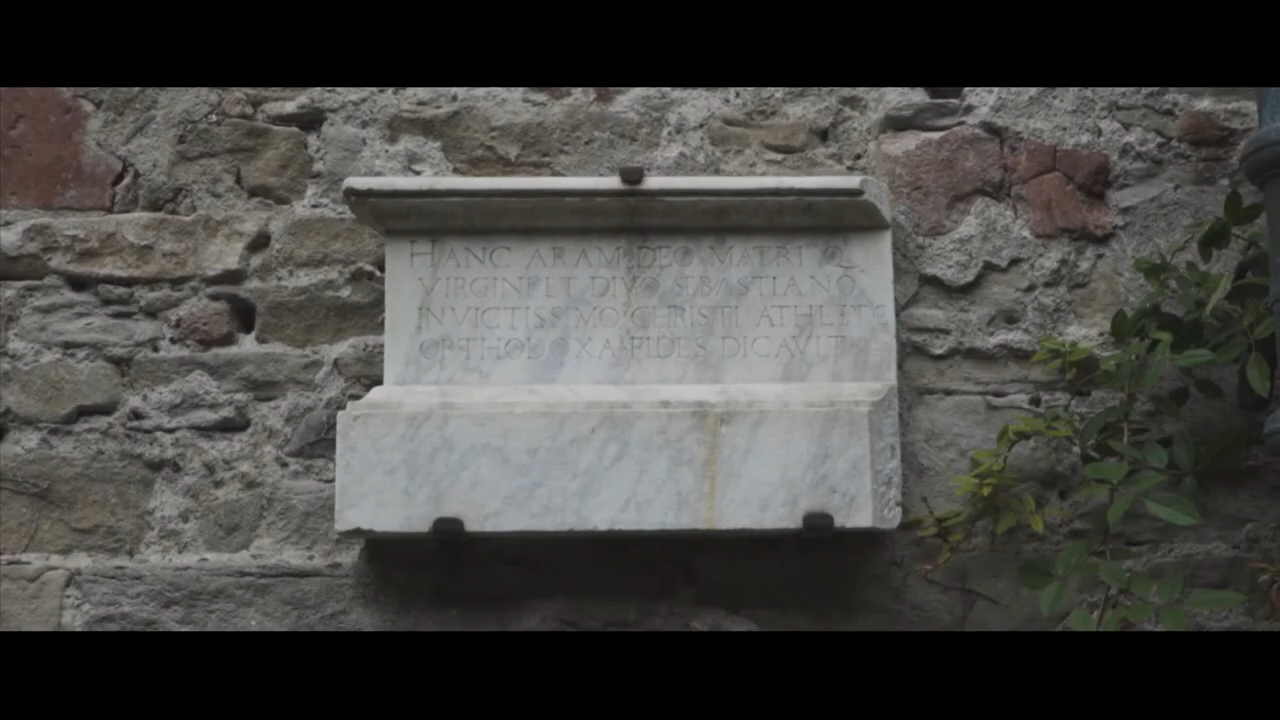 HANC ARAM DEO MATRI Q
VIRGINI ET DIVO SEBASTIANO
INVICTISSIMO CHRISTI ATHLETE
ORTHODOXA FIDES DICAVIT